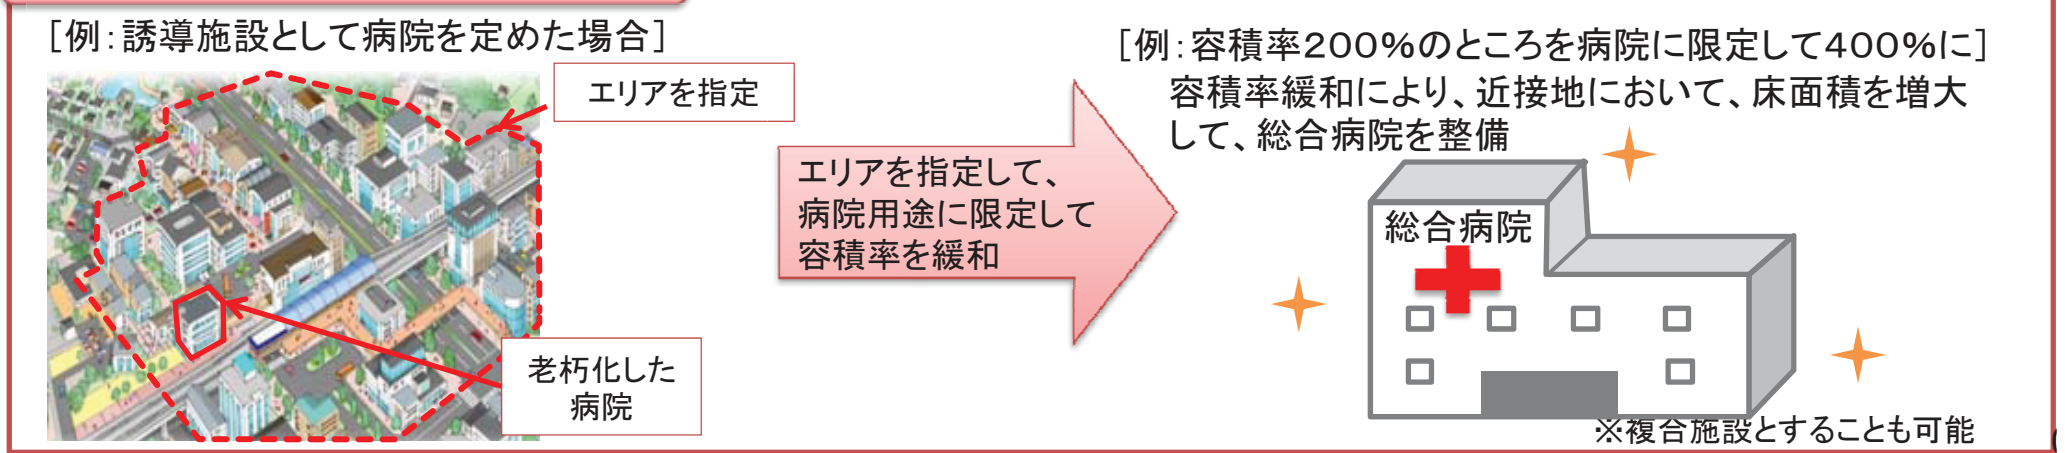 ［例：誘導施設として病院を定めた場合］
エリアを指定
老朽化した
病院
エリアを指定して、
病院用途に限定して
容積率を緩和
［例：容積率２００％のところを病院に限定して４００％に］
容積率緩和により、近接地において、床面積を増大
して、総合病院を整備
総合病院
※複合施設とすることも可能